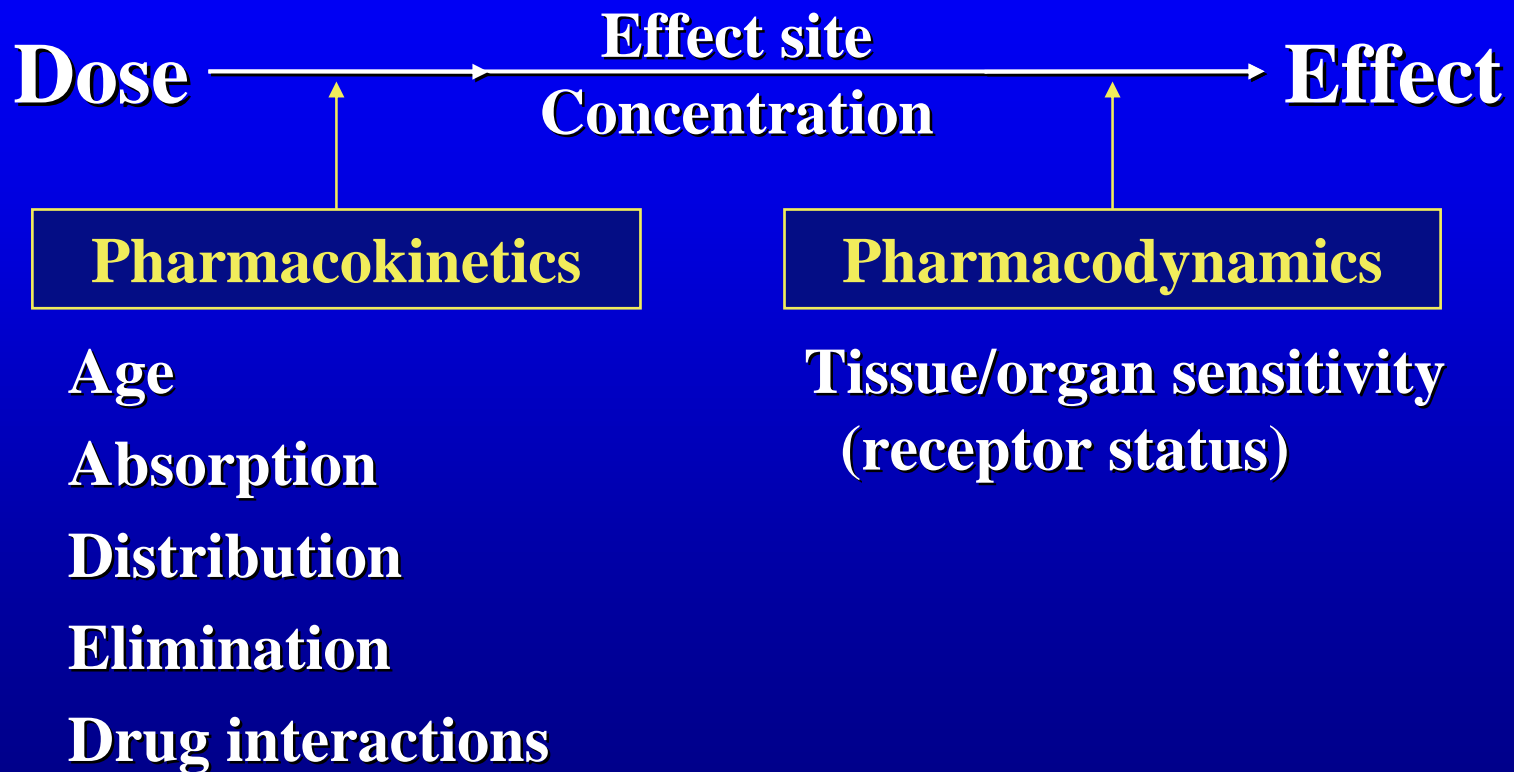 Dose
Effect site
Concentration
Effect
Pharmacokinetics
Age
Absorption
Distribution
Elimination
Drug interactions
Pharmacodynamics
Tissue/organ sensitivity
(receptor status)